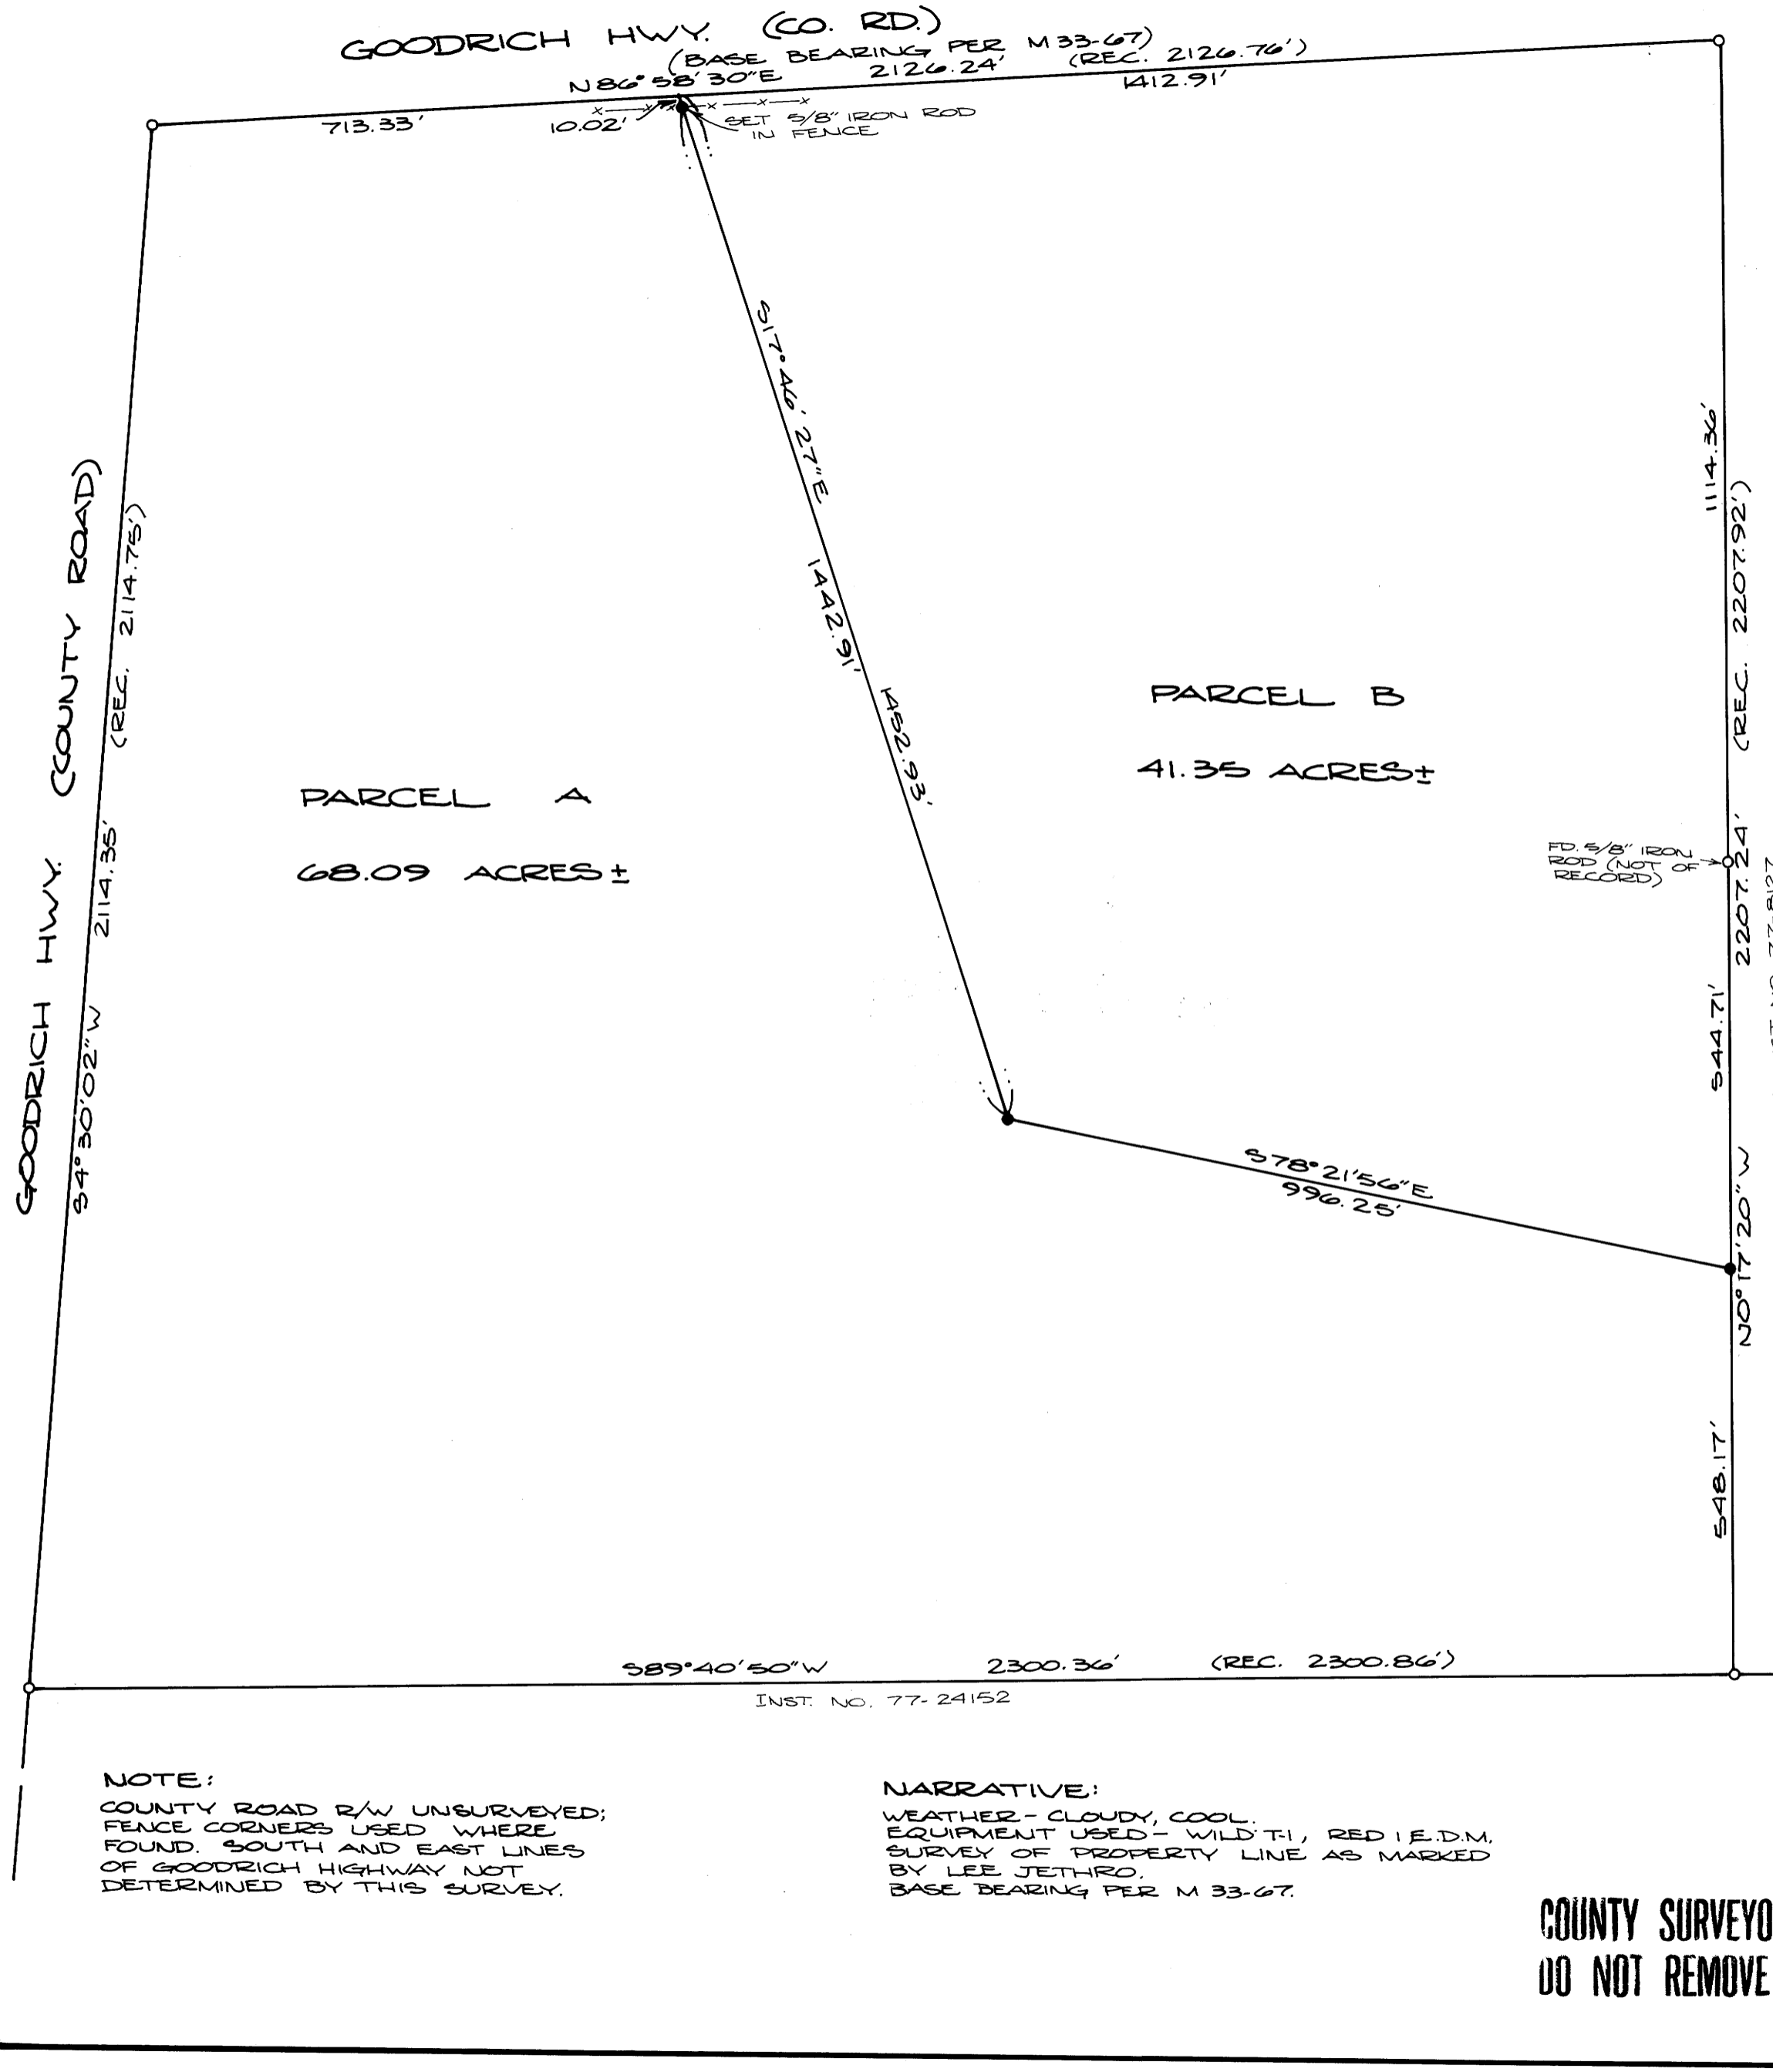 GOODRICH HWY. (CO. RD.)
(BASE BEARING PER M 33-67)
N86°58'30"E 2126.24' (REC. 2126.76')
713.33' 10.02' 1412.91'
SET 5/8" IRON ROD
IN FENCE
GOODRICH HWY. (COUNTY ROAD)
S4°30'02"W 2114.35' (REC. 2114.75')
S17°46'27"E
1442.91'
1452.93'
PARCEL A
68.09 ACRES±
PARCEL B
41.35 ACRES±
1114.36'
FD. 5/8" IRON
ROD (NOT OF
RECORD)
544.71'
548.17'
N0°17'20"W 2207.24' (REC. 2207.92')
S78°21'56"E
996.25'
S89°40'50"W 2300.36' (REC. 2300.86')
INST. NO. 77-24152
NOTE:
COUNTY ROAD R/W UNSURVEYED;
FENCE CORNERS USED WHERE
FOUND. SOUTH AND EAST LINES
OF GOODRICH HIGHWAY NOT
DETERMINED BY THIS SURVEY.
NARRATIVE:
WEATHER - CLOUDY, COOL.
EQUIPMENT USED - WILD T-1, RED 1 E.D.M.
SURVEY OF PROPERTY LINE AS MARKED
BY LEE JETHRO.
BASE BEARING PER M 33-67.
COUNTY SURVEYO
DO NOT REMOVE